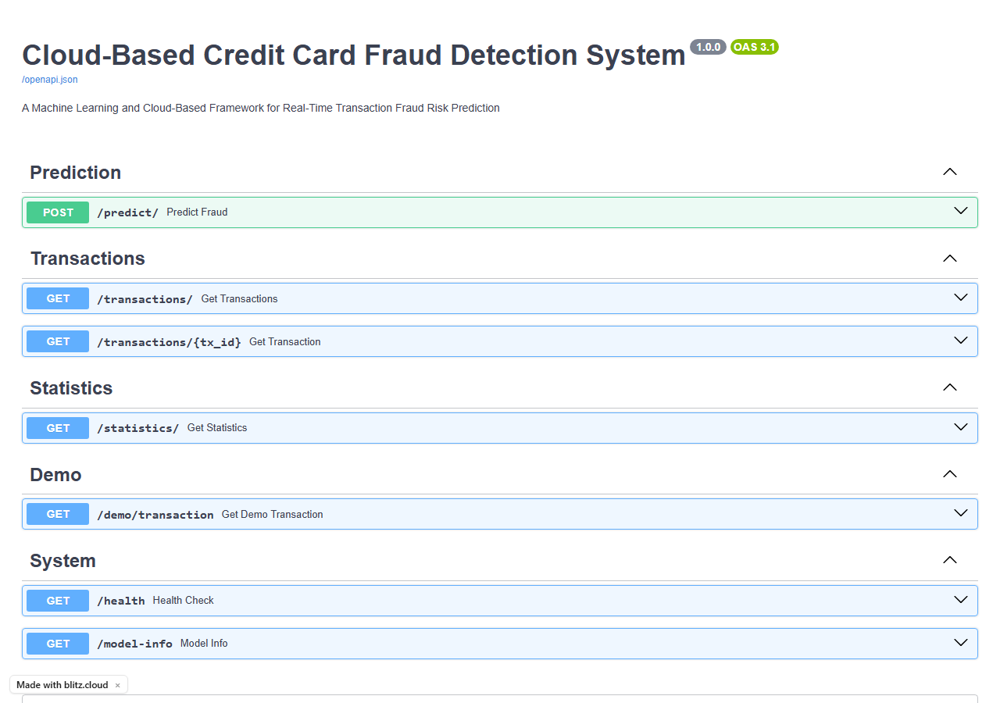 Cloud-Based Credit Card Fraud Detection System 1.0.0 OAS 3.1
/openapi.json
A Machine Learning and Cloud-Based Framework for Real-Time Transaction Fraud Risk Prediction
Prediction
POST /predict/ Predict Fraud
Transactions
GET /transactions/ Get Transactions
GET /transactions/{tx_id} Get Transaction
Statistics
GET /statistics/ Get Statistics
Demo
GET /demo/transaction Get Demo Transaction
System
GET /health Health Check
GET /model-info Model Info
Made with blitz.cloud ×